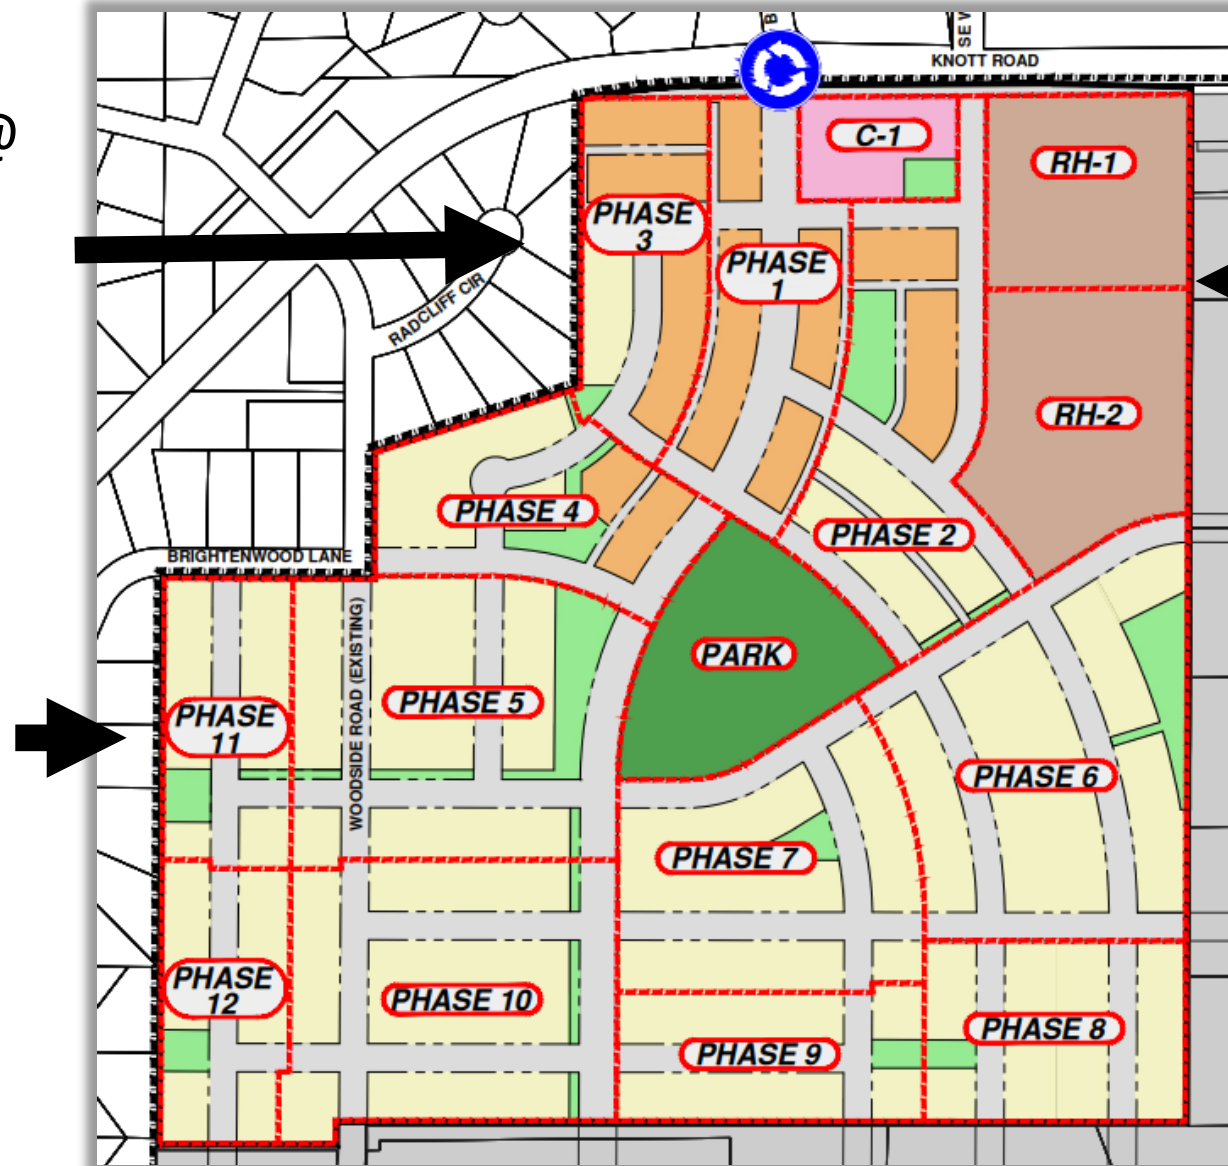 B
SE W
KNOTT ROAD
@
C-1
RH-1
PHASE
3
PHASE
1
RADCLIFF CIR
RH-2
PHASE 4
PHASE 2
BRIGHTENWOOD LANE
WOODSIDE ROAD (EXISTING)
PARK
PHASE 5
PHASE
11
PHASE 6
PHASE 7
PHASE
12
PHASE 10
PHASE 8
PHASE 9